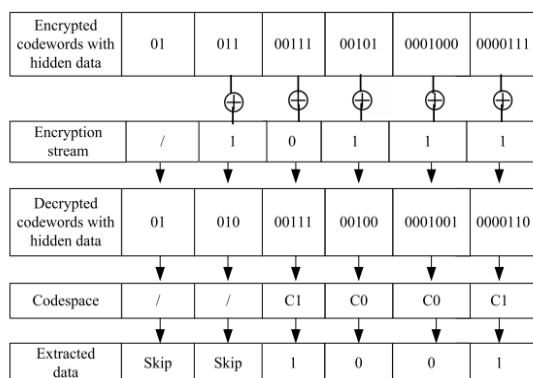 Encrypted codewords with hidden data 01 011 00111 00101 0001000 0000111
Encryption stream / 1 0 1 1 1
Decrypted codewords with hidden data 01 010 00111 00100 0001001 0000110
Codespace / / C1 C0 C0 C1
Extracted data Skip Skip 1 0 0 1